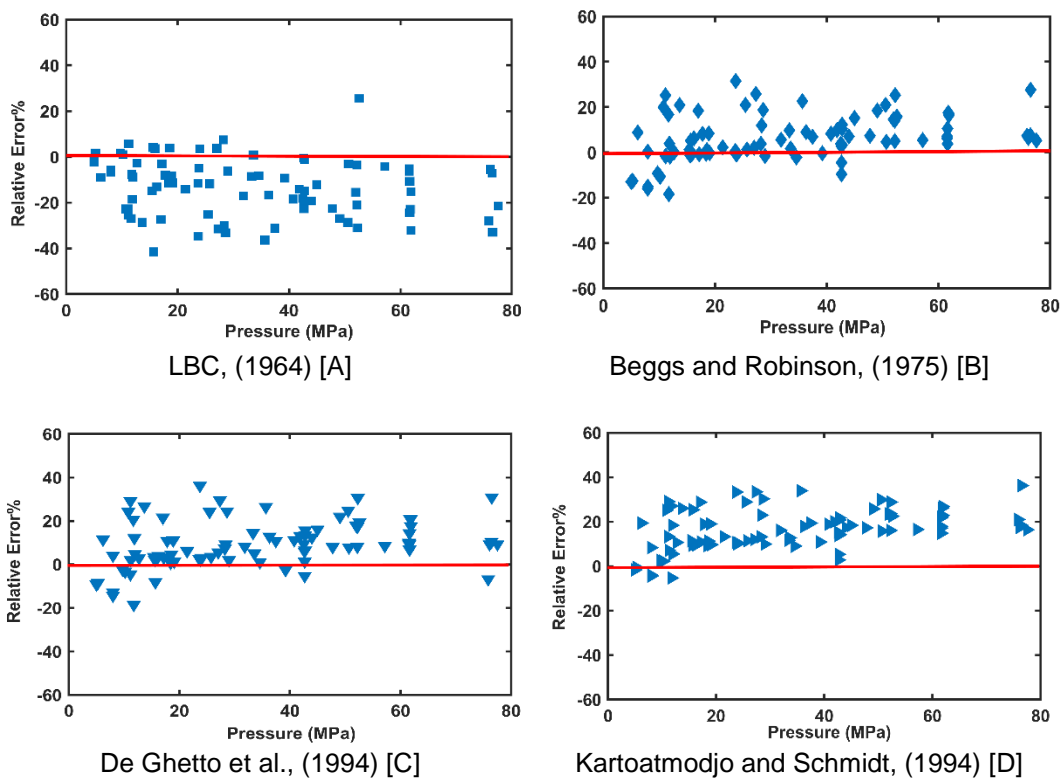 60
40
20
0
-20
-40
-60
Relative Error%
0 20 40 60 80
Pressure (MPa)
LBC, (1964) [A]
60
40
20
0
-20
-40
-60
Relative Error%
0 20 40 60 80
Pressure (MPa)
Beggs and Robinson, (1975) [B]
60
40
20
0
-20
-40
-60
Relative Error%
0 20 40 60 80
Pressure (MPa)
De Ghetto et al., (1994) [C]
60
40
20
0
-20
-40
-60
Relative Error%
0 20 40 60 80
Pressure (MPa)
Kartoatmodjo and Schmidt, (1994) [D]